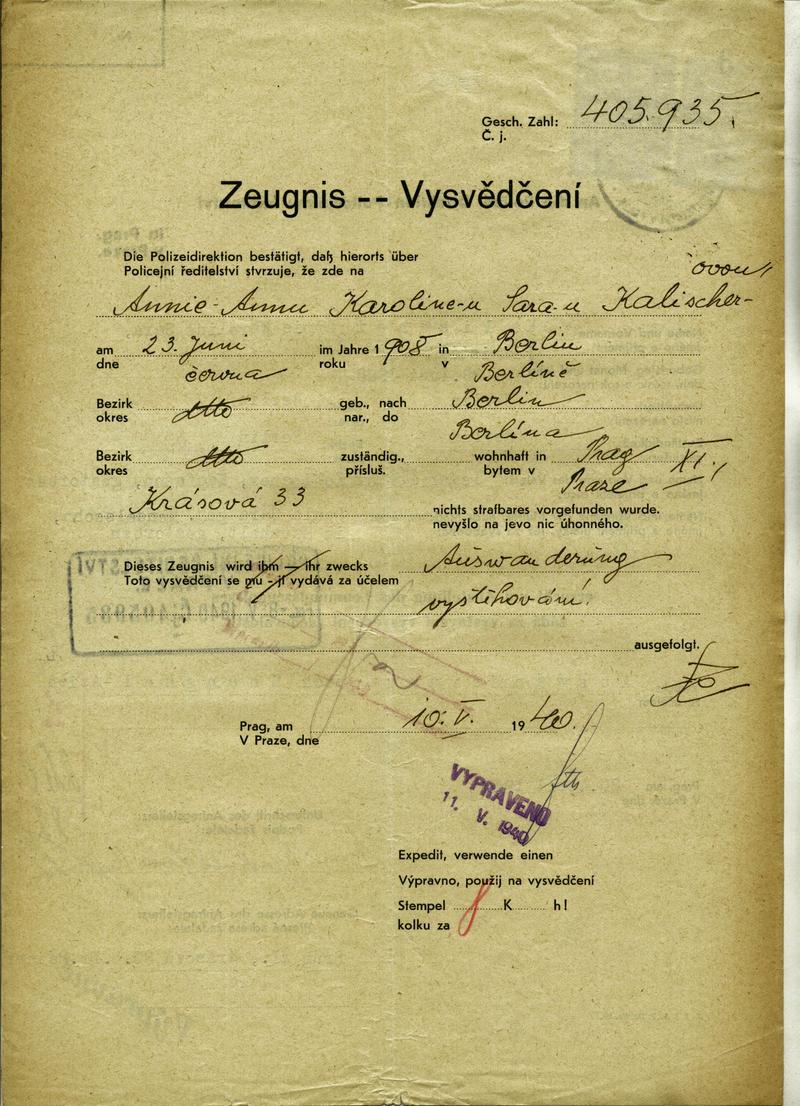 Gesch. Zahl: 405.935.
Č. j.
Zeugnis -- Vysvědčení
Die Polizeidirektion bestätigt, daß hierorts über
Policejní ředitelství stvrzuje, že zde na
ovou
Annie-Annu Karoline-u Sara-u Kalischer-
am 23. Juni im Jahre 1908 in Berlin
dne června roku v Berlíně
Bezirk dtto geb., nach Berlin
okres nar., do Berlína
Bezirk dtto zuständig., wohnhaft in Prag XI.,
okres přísluš. bytem v Praze
Krásová 33 nichts strafbares vorgefunden wurde.
nevyšlo na jevo nic úhonného.
Dieses Zeugnis wird ihm — ihr zwecks Auswanderung
Toto vysvědčení se mu - jí vydává za účelem
vystěhování.
ausgefolgt.
Prag, am 10. V. 1940.
V Praze, dne
VYPRAVENO
11. V. 1940
Expedit, verwende einen
Výpravno, použij na vysvědčení
Stempel K h!
kolku za